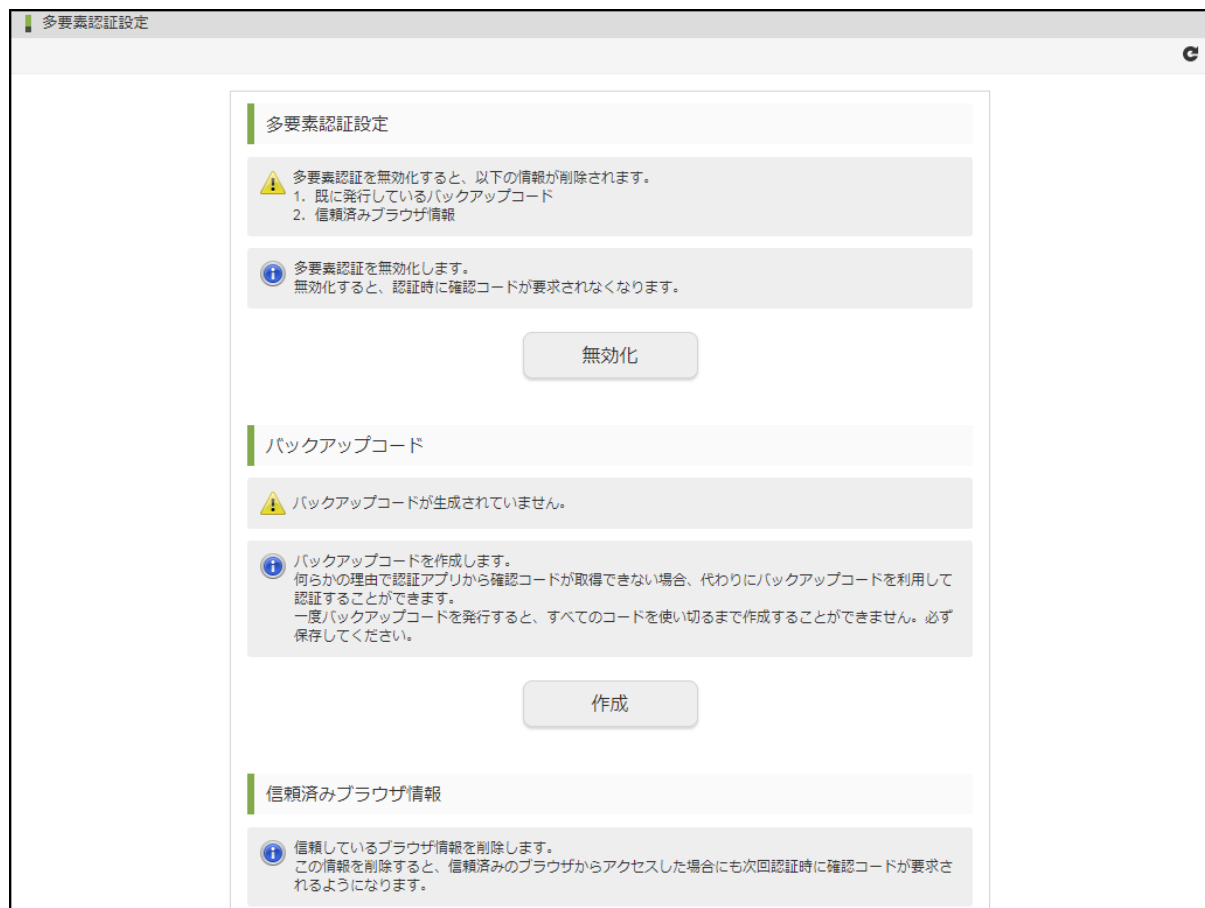 多要素認証設定
多要素認証設定
多要素認証を無効化すると、以下の情報が削除されます。
1. 既に発行しているバックアップコード
2. 信頼済みブラウザ情報
多要素認証を無効化します。
無効化すると、認証時に確認コードが要求されなくなります。
無効化
バックアップコード
バックアップコードが生成されていません。
バックアップコードを作成します。
何らかの理由で認証アプリから確認コードが取得できない場合、代わりにバックアップコードを利用して
認証することができます。
一度バックアップコードを発行すると、すべてのコードを使い切るまで作成することができません。必ず
保存してください。
作成
信頼済みブラウザ情報
信頼しているブラウザ情報を削除します。
この情報を削除すると、信頼済みのブラウザからアクセスした場合にも次回認証時に確認コードが要求さ
れるようになります。